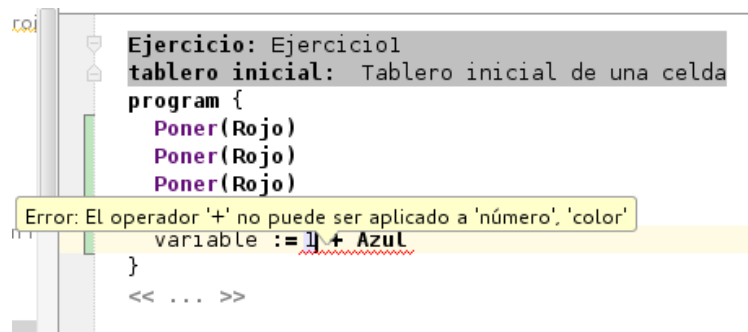 roj
Ejercicio: Ejercicio1
tablero inicial: Tablero inicial de una celda
program {
Poner(Rojo)
Poner(Rojo)
Poner(Rojo)
Error: El operador '+' no puede ser aplicado a 'número', 'color'
variable := 1 + Azul
}
<< ... >>